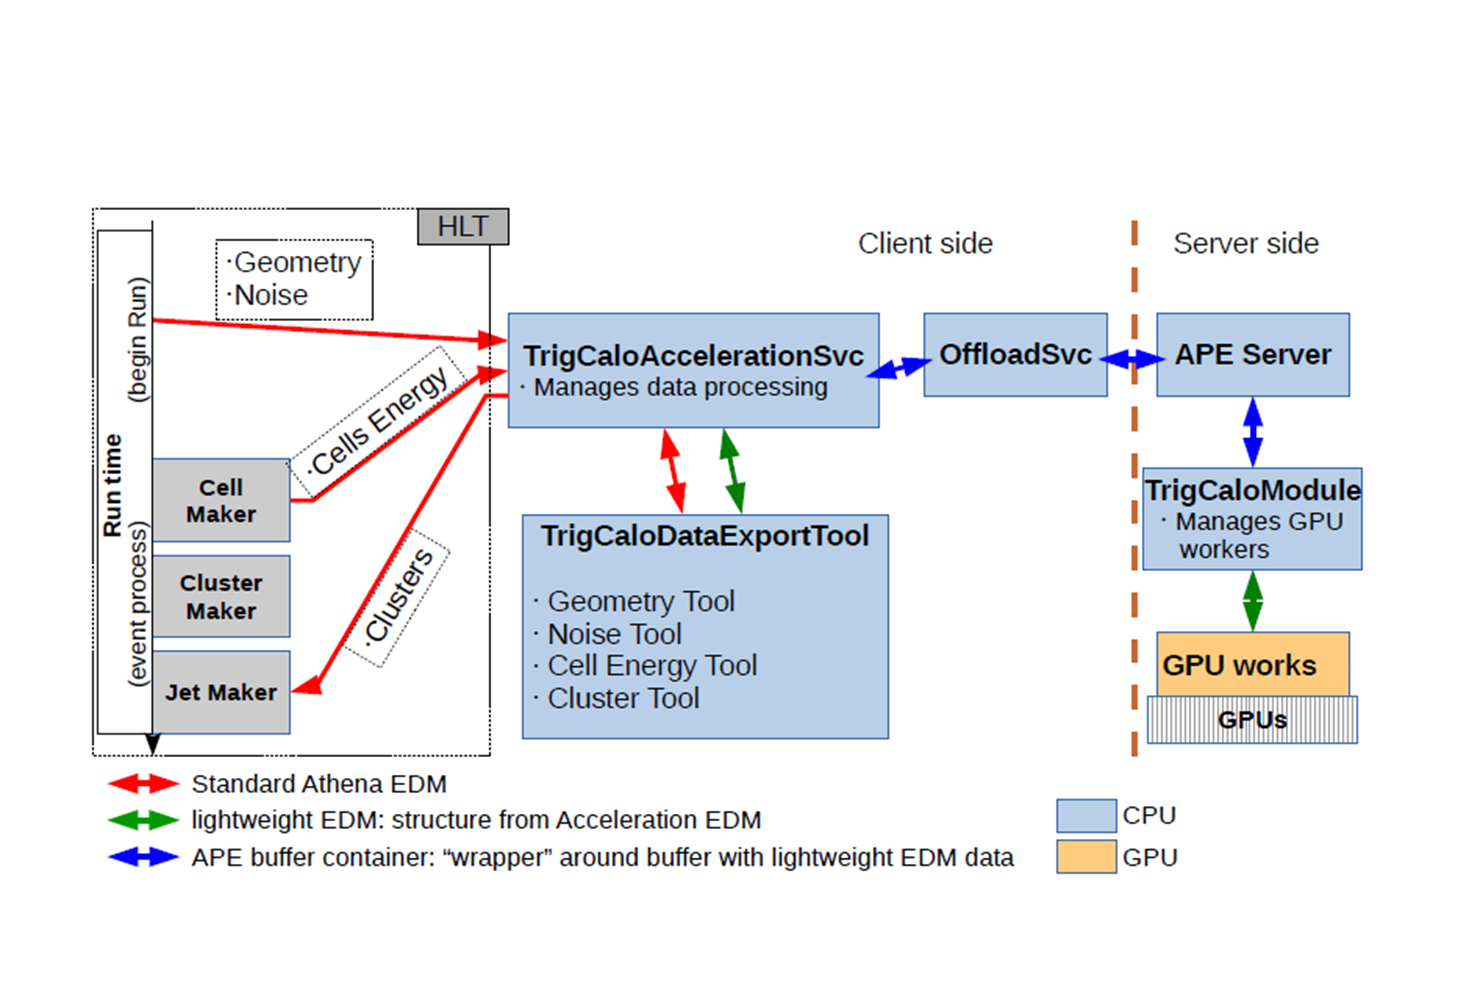 HLT
·Geometry
·Noise
Client side
Server side
(begin Run)
Run time
(event process)
·Cells Energy
·Clusters
Cell
Maker
Cluster
Maker
Jet Maker
TrigCaloAccelerationSvc
· Manages data processing
OffloadSvc
APE Server
TrigCaloDataExportTool
· Geometry Tool
· Noise Tool
· Cell Energy Tool
· Cluster Tool
TrigCaloModule
· Manages GPU
workers
GPU works
GPUs
Standard Athena EDM
lightweight EDM: structure from Acceleration EDM
APE buffer container: “wrapper” around buffer with lightweight EDM data
CPU
GPU